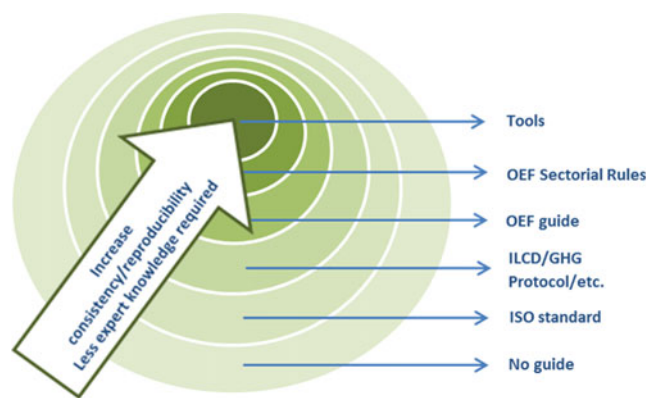 Tools
OEF Sectorial Rules
OEF guide
ILCD/GHG
Protocol/etc.
ISO standard
No guide
Increase
consistency/reproducibility
Less expert knowledge required